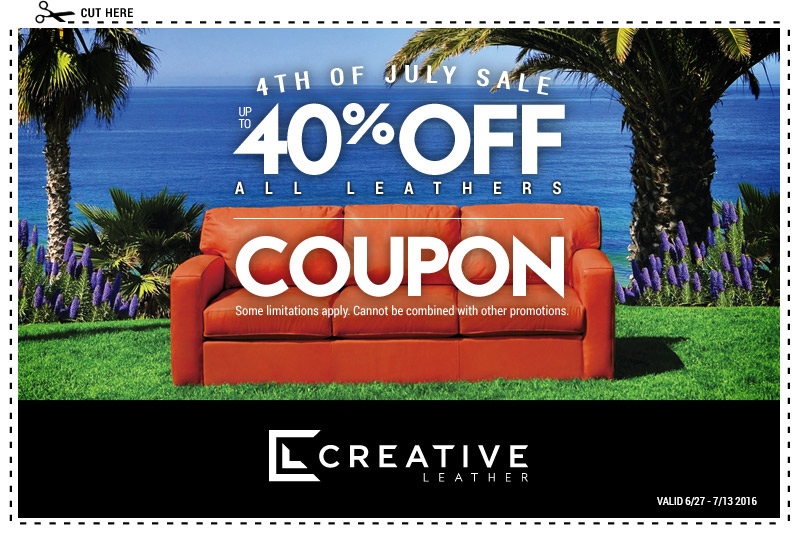 CUT HERE
4TH OF JULY SALE
UP TO 40% OFF
ALL LEATHERS
COUPON
Some limitations apply. Cannot be combined with other promotions.
CREATIVE
LEATHER
VALID 6/27 - 7/13 2016